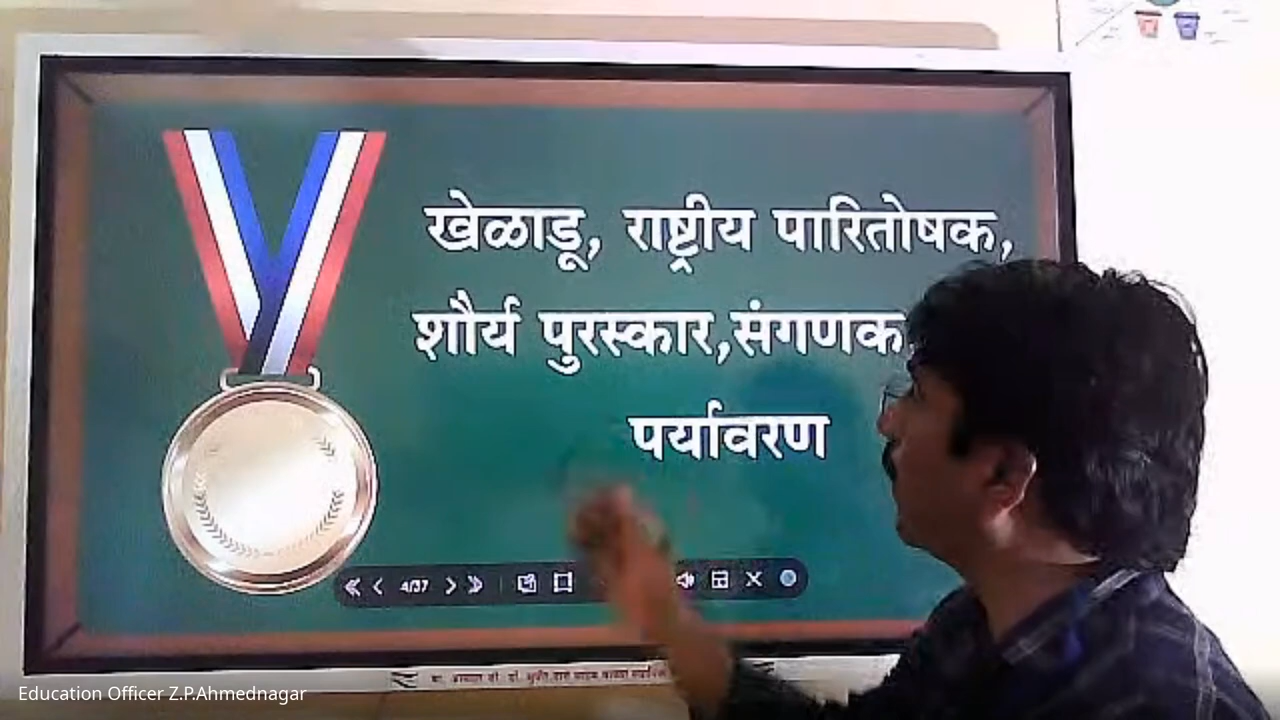 खेळाडू, राष्ट्रीय पारितोषक,
शौर्य पुरस्कार,संगणक
पर्यावरण
4/37
Education Officer Z.P.Ahmednagar